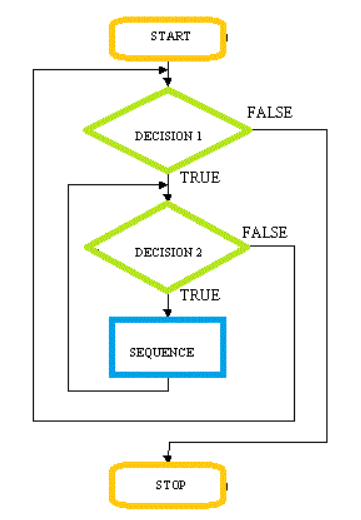 START
DECISION 1
FALSE
TRUE
DECISION 2
FALSE
TRUE
SEQUENCE
STOP